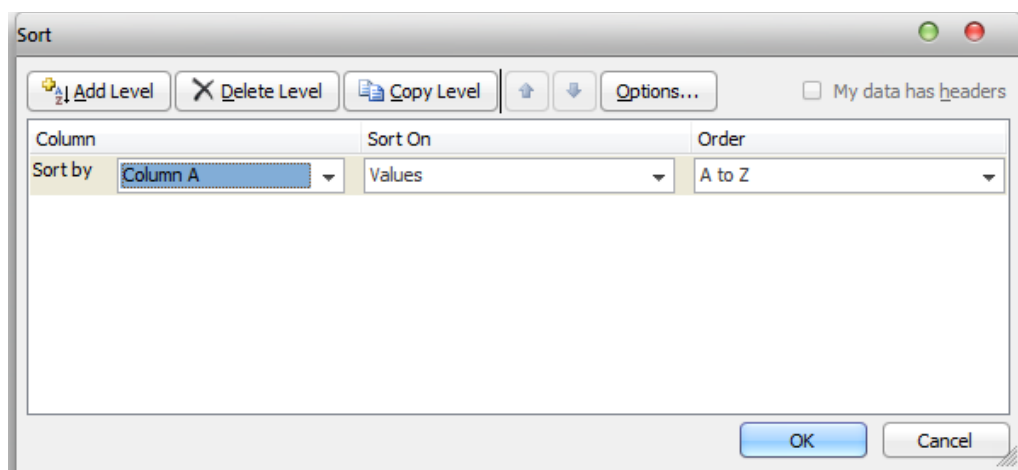 Sort
Add Level Delete Level Copy Level Options... My data has headers
Column Sort On Order
Sort by Column A Values A to Z
OK Cancel